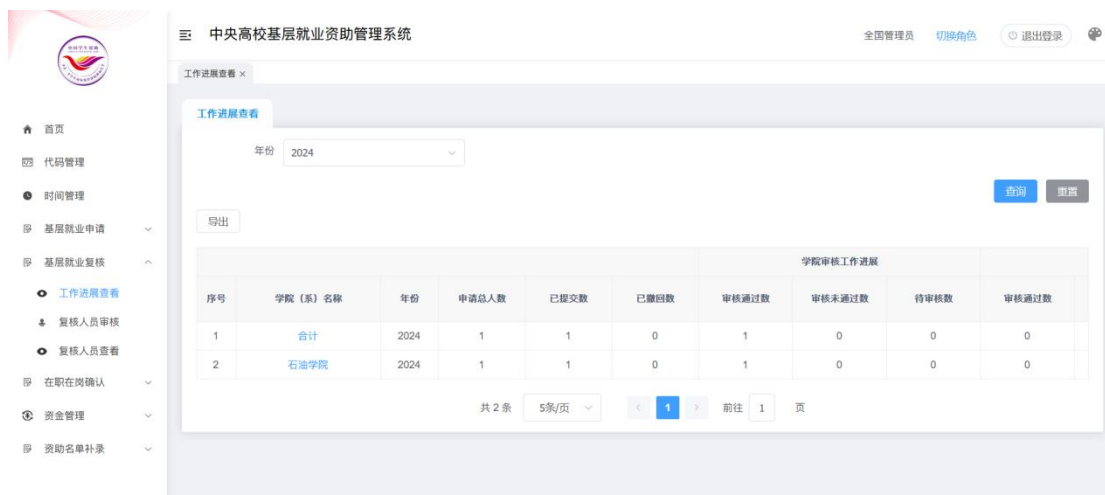 中央高校基层就业资助管理系统
全国管理员 切换角色 退出登录
工作进展查看 ×
首页
代码管理
时间管理
基层就业申请
基层就业复核
工作进展查看
复核人员审核
复核人员查看
在职在岗确认
资金管理
资助名单补录
工作进展查看
年份 2024
查询 重置
导出
学院审核工作进展
序号 学院（系）名称 年份 申请总人数 已提交数 已撤回数 审核通过数 审核未通过数 待审核数 审核通过数
1 合计 2024 1 1 0 1 0 0 0
2 石油学院 2024 1 1 0 1 0 0 0
共 2 条 5条/页 < 1 > 前往 1 页